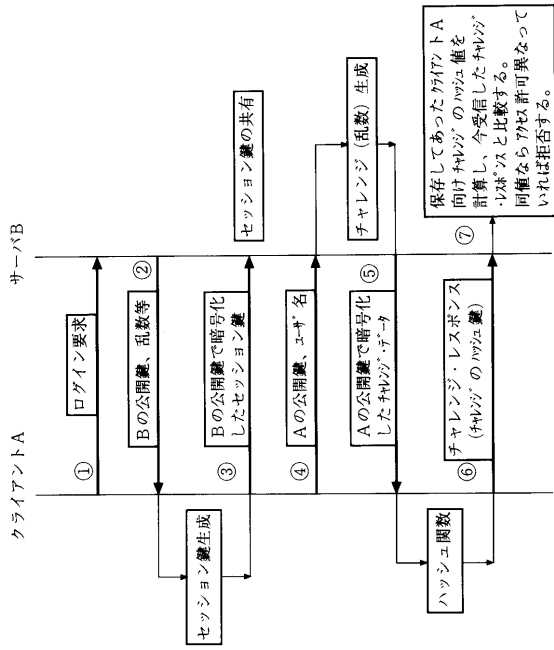 クライアントA
サーバB
①
ログイン要求
②
Bの公開鍵、乱数等
セッション鍵生成
③
Bの公開鍵で暗号化
したセッション鍵
セッション鍵の共有
④
Aの公開鍵、ユーザ名
チャレンジ(乱数)生成
⑤
Aの公開鍵で暗号化
したチャレンジ・データ
ハッシュ関数
⑥
チャレンジ・レスポンス
(チャレンジのハッシュ鍵)
⑦
保存してあったクライアントA
向けチャレンジのハッシュ値を
計算し、今受信したチャレンジ
・レスポンスと比較する。
同値ならアクセス許可異なって
いれば拒否する。